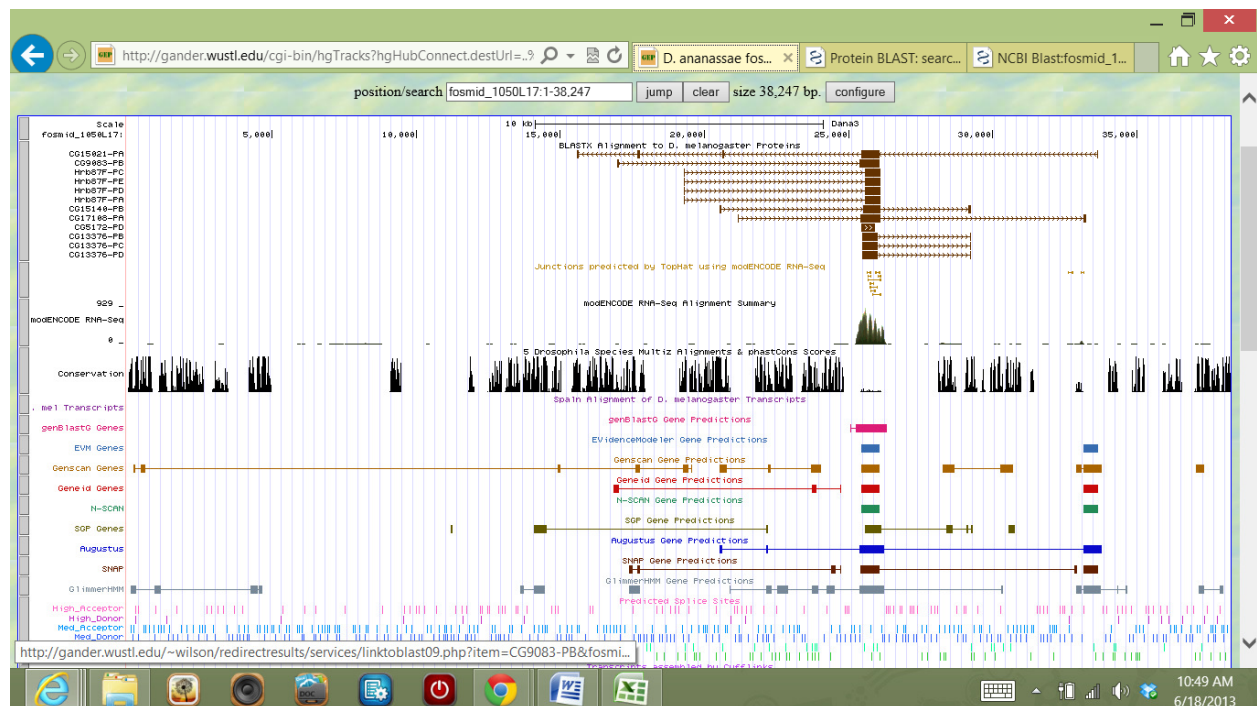 http://gander.wustl.edu/cgi-bin/hgTracks?hgHubConnect.destUrl=..%
D. ananassae fos...
Protein BLAST: searc...
NCBI Blast:fosmid_1...
position/search fosmid_1050L17:1-38,247 jump clear size 38,247 bp. configure
Scale 10 kb Dana3
fosmid_1050L17: 5,000 10,000 15,000 20,000 25,000 30,000 35,000
BLASTX Alignment to D. melanogaster Proteins
CG15021-PA
CG9083-PB
Hrb87F-PC
Hrb87F-PE
Hrb87F-PD
Hrb87F-PA
CG15140-PB
CG17108-PA
CG5172-PD
CG13376-PB
CG13376-PC
CG13376-PD
Junctions predicted by TopHat using modENCODE RNA-Seq
929 _
modENCODE RNA-Seq Alignment Summary
modENCODE RNA-Seq
0 _
5 Drosophila Species Multiz Alignments & phastCons Scores
Conservation
Spaln Alignment of D. melanogaster Transcripts
. mel Transcripts
genBlastG Gene Predictions
genBlastG Genes
EVidenceModeler Gene Predictions
EVM Genes
Genscan Gene Predictions
Genscan Genes
Geneid Gene Predictions
Geneid Genes
N-SCAN Gene Predictions
N-SCAN
SGP Gene Predictions
SGP Genes
Augustus Gene Predictions
Augustus
SNAP Gene Predictions
SNAP
GlimmerHMM Gene Predictions
GlimmerHMM
Predicted Splice Sites
High_Acceptor
High_Donor
Med_Acceptor
Med_Donor
http://gander.wustl.edu/~wilson/redirectresults/services/linktoblast09.php?item=CG9083-PB&fosmi...
Transcripts assembled by Cufflinks
DOC
10:49 AM
6/18/2013